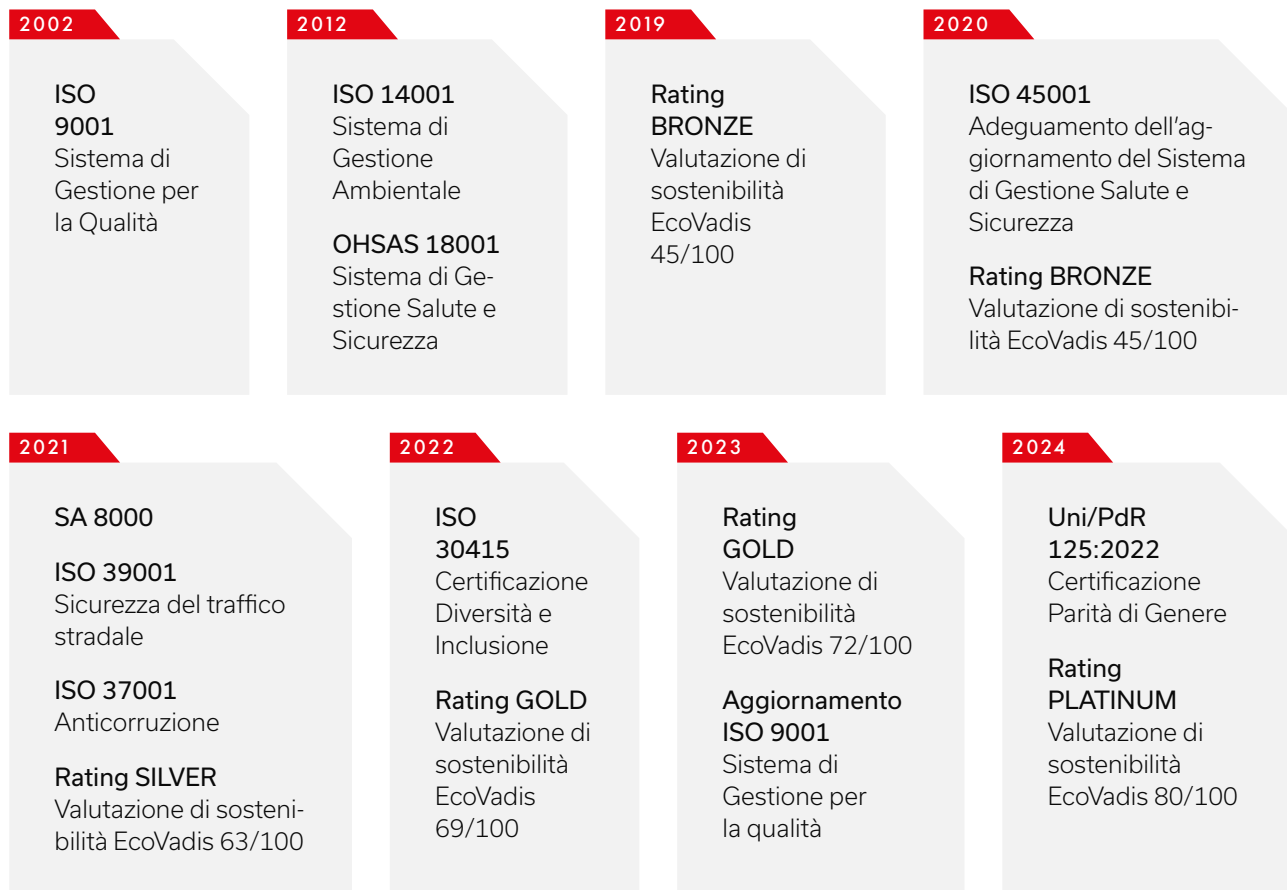 2002
ISO
9001
Sistema di
Gestione per
la Qualità
2012
ISO 14001
Sistema di
Gestione
Ambientale
OHSAS 18001
Sistema di Ge-
stione Salute e
Sicurezza
2019
Rating
BRONZE
Valutazione di
sostenibilità
EcoVadis
45/100
2020
ISO 45001
Adeguamento dell'ag-
giornamento del Sistema
di Gestione Salute e
Sicurezza
Rating BRONZE
Valutazione di sostenibi-
lità EcoVadis 45/100
2021
SA 8000
ISO 39001
Sicurezza del traffico
stradale
ISO 37001
Anticorruzione
Rating SILVER
Valutazione di sosteni-
bilità EcoVadis 63/100
2022
ISO
30415
Certificazione
Diversità e
Inclusione
Rating GOLD
Valutazione di
sostenibilità
EcoVadis
69/100
2023
Rating
GOLD
Valutazione di
sostenibilità
EcoVadis 72/100
Aggiornamento
ISO 9001
Sistema di
Gestione per
la qualità
2024
Uni/PdR
125:2022
Certificazione
Parità di Genere
Rating
PLATINUM
Valutazione di
sostenibilità
EcoVadis 80/100